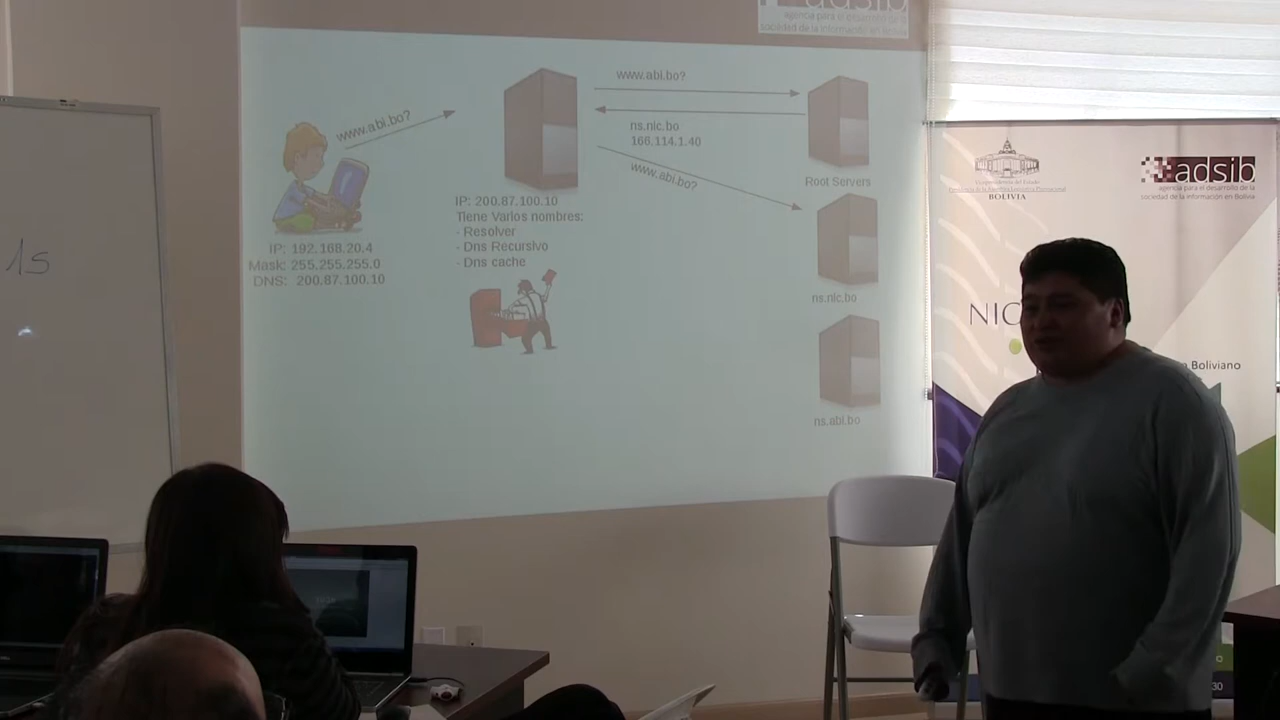 adsib
agencia para el desarrollo de la
sociedad de la información en Bolivia
www.abi.bo?
www.abi.bo?
ns.nic.bo
166.114.1.40
www.abi.bo?
Root Servers
IP: 200.87.100.10
Tiene Varios nombres:
- Resolver
- Dns Recursivo
- Dns cache
IP: 192.168.20.4
Mask: 255.255.255.0
DNS: 200.87.100.10
ns.nic.bo
ns.abi.bo
BOLIVIA
adsib
agencia para el desarrollo de la
sociedad de la información en Bolivia
NIC
Boliviano
30